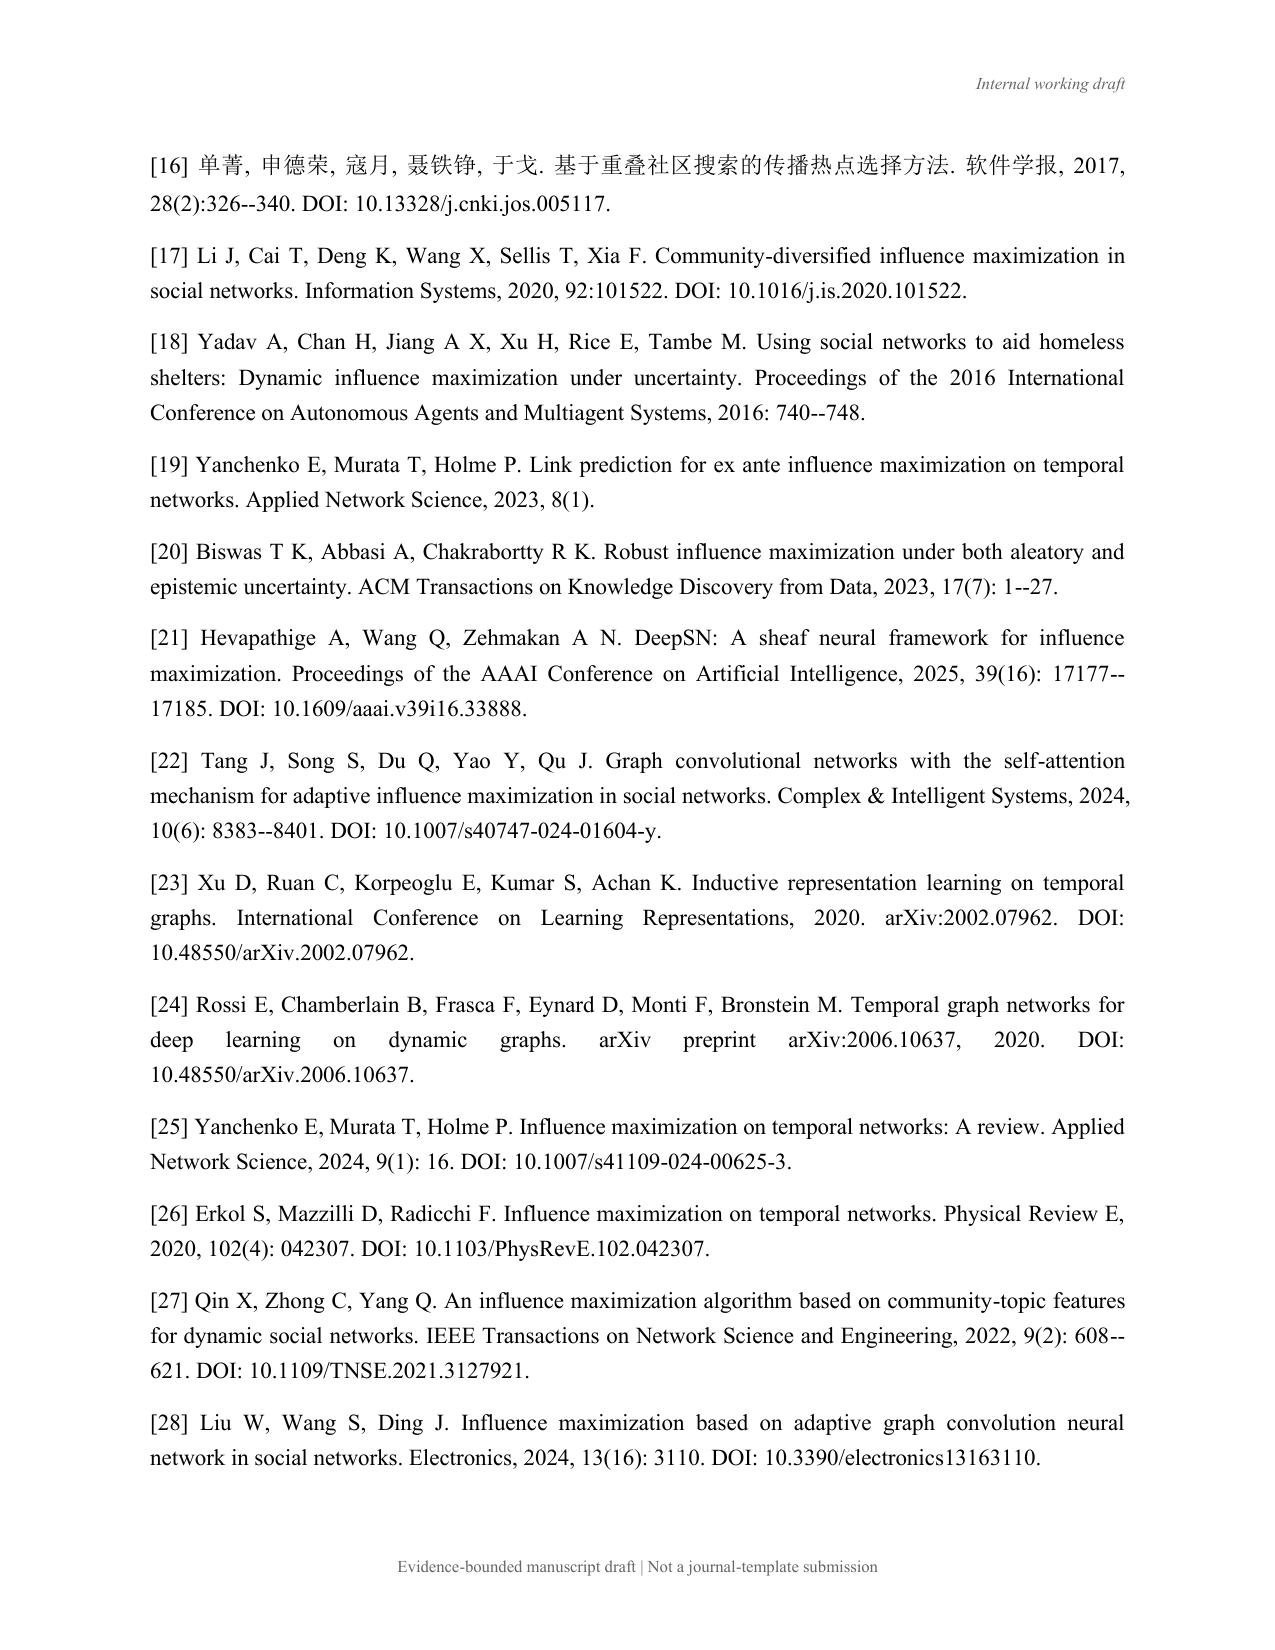 Internal working draft
[16] 单菁, 申德荣, 寇月, 聂铁铮, 于戈. 基于重叠社区搜索的传播热点选择方法. 软件学报, 2017,
28(2):326--340. DOI: 10.13328/j.cnki.jos.005117.
[17] Li J, Cai T, Deng K, Wang X, Sellis T, Xia F. Community-diversified influence maximization in
social networks. Information Systems, 2020, 92:101522. DOI: 10.1016/j.is.2020.101522.
[18] Yadav A, Chan H, Jiang A X, Xu H, Rice E, Tambe M. Using social networks to aid homeless
shelters: Dynamic influence maximization under uncertainty. Proceedings of the 2016 International
Conference on Autonomous Agents and Multiagent Systems, 2016: 740--748.
[19] Yanchenko E, Murata T, Holme P. Link prediction for ex ante influence maximization on temporal
networks. Applied Network Science, 2023, 8(1).
[20] Biswas T K, Abbasi A, Chakrabortty R K. Robust influence maximization under both aleatory and
epistemic uncertainty. ACM Transactions on Knowledge Discovery from Data, 2023, 17(7): 1--27.
[21] Hevapathige A, Wang Q, Zehmakan A N. DeepSN: A sheaf neural framework for influence
maximization. Proceedings of the AAAI Conference on Artificial Intelligence, 2025, 39(16): 17177--
17185. DOI: 10.1609/aaai.v39i16.33888.
[22] Tang J, Song S, Du Q, Yao Y, Qu J. Graph convolutional networks with the self-attention
mechanism for adaptive influence maximization in social networks. Complex & Intelligent Systems, 2024,
10(6): 8383--8401. DOI: 10.1007/s40747-024-01604-y.
[23] Xu D, Ruan C, Korpeoglu E, Kumar S, Achan K. Inductive representation learning on temporal
graphs. International Conference on Learning Representations, 2020. arXiv:2002.07962. DOI:
10.48550/arXiv.2002.07962.
[24] Rossi E, Chamberlain B, Frasca F, Eynard D, Monti F, Bronstein M. Temporal graph networks for
deep learning on dynamic graphs. arXiv preprint arXiv:2006.10637, 2020. DOI:
10.48550/arXiv.2006.10637.
[25] Yanchenko E, Murata T, Holme P. Influence maximization on temporal networks: A review. Applied
Network Science, 2024, 9(1): 16. DOI: 10.1007/s41109-024-00625-3.
[26] Erkol S, Mazzilli D, Radicchi F. Influence maximization on temporal networks. Physical Review E,
2020, 102(4): 042307. DOI: 10.1103/PhysRevE.102.042307.
[27] Qin X, Zhong C, Yang Q. An influence maximization algorithm based on community-topic features
for dynamic social networks. IEEE Transactions on Network Science and Engineering, 2022, 9(2): 608--
621. DOI: 10.1109/TNSE.2021.3127921.
[28] Liu W, Wang S, Ding J. Influence maximization based on adaptive graph convolution neural
network in social networks. Electronics, 2024, 13(16): 3110. DOI: 10.3390/electronics13163110.
Evidence-bounded manuscript draft | Not a journal-template submission